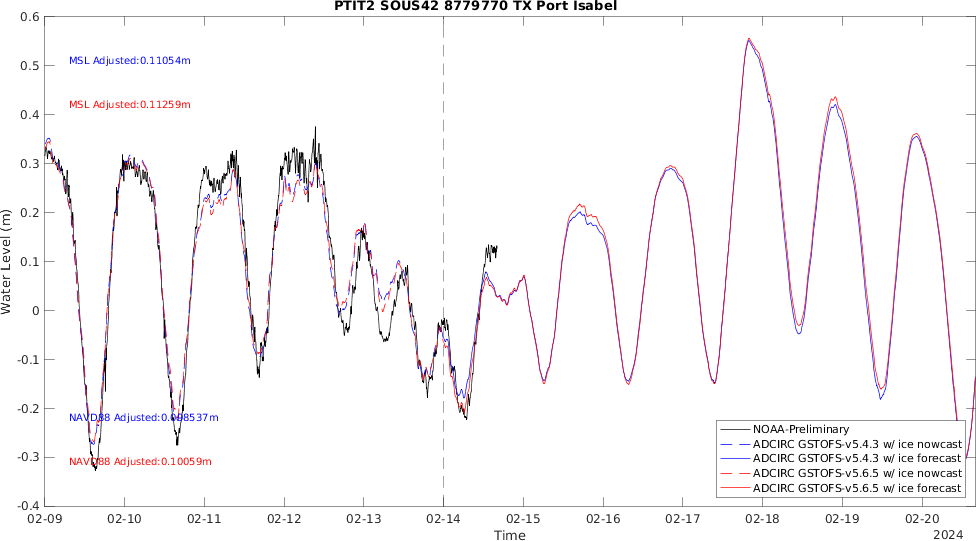 PTIT2 SOUS42 8779770 TX Port Isabel
0.6
0.5
0.4
0.3
0.2
0.1
0
-0.1
-0.2
-0.3
-0.4
Water Level (m)
MSL Adjusted:0.11054m
MSL Adjusted:0.11259m
NAVD88 Adjusted:0.098537m
NAVD88 Adjusted:0.10059m
NOAA-Preliminary
ADCIRC GSTOFS-v5.4.3 w/ ice nowcast
ADCIRC GSTOFS-v5.4.3 w/ ice forecast
ADCIRC GSTOFS-v5.6.5 w/ ice nowcast
ADCIRC GSTOFS-v5.6.5 w/ ice forecast
02-09 02-10 02-11 02-12 02-13 02-14 02-15 02-16 02-17 02-18 02-19 02-20
2024
Time